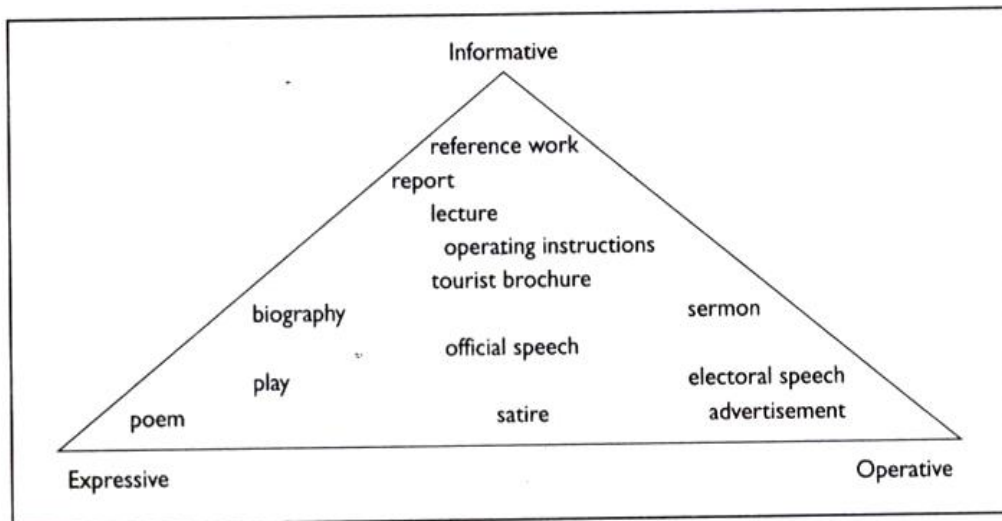 Informative
reference work
report
lecture
operating instructions
tourist brochure
biography
sermon
official speech
play
electoral speech
poem
satire
advertisement
Expressive
Operative